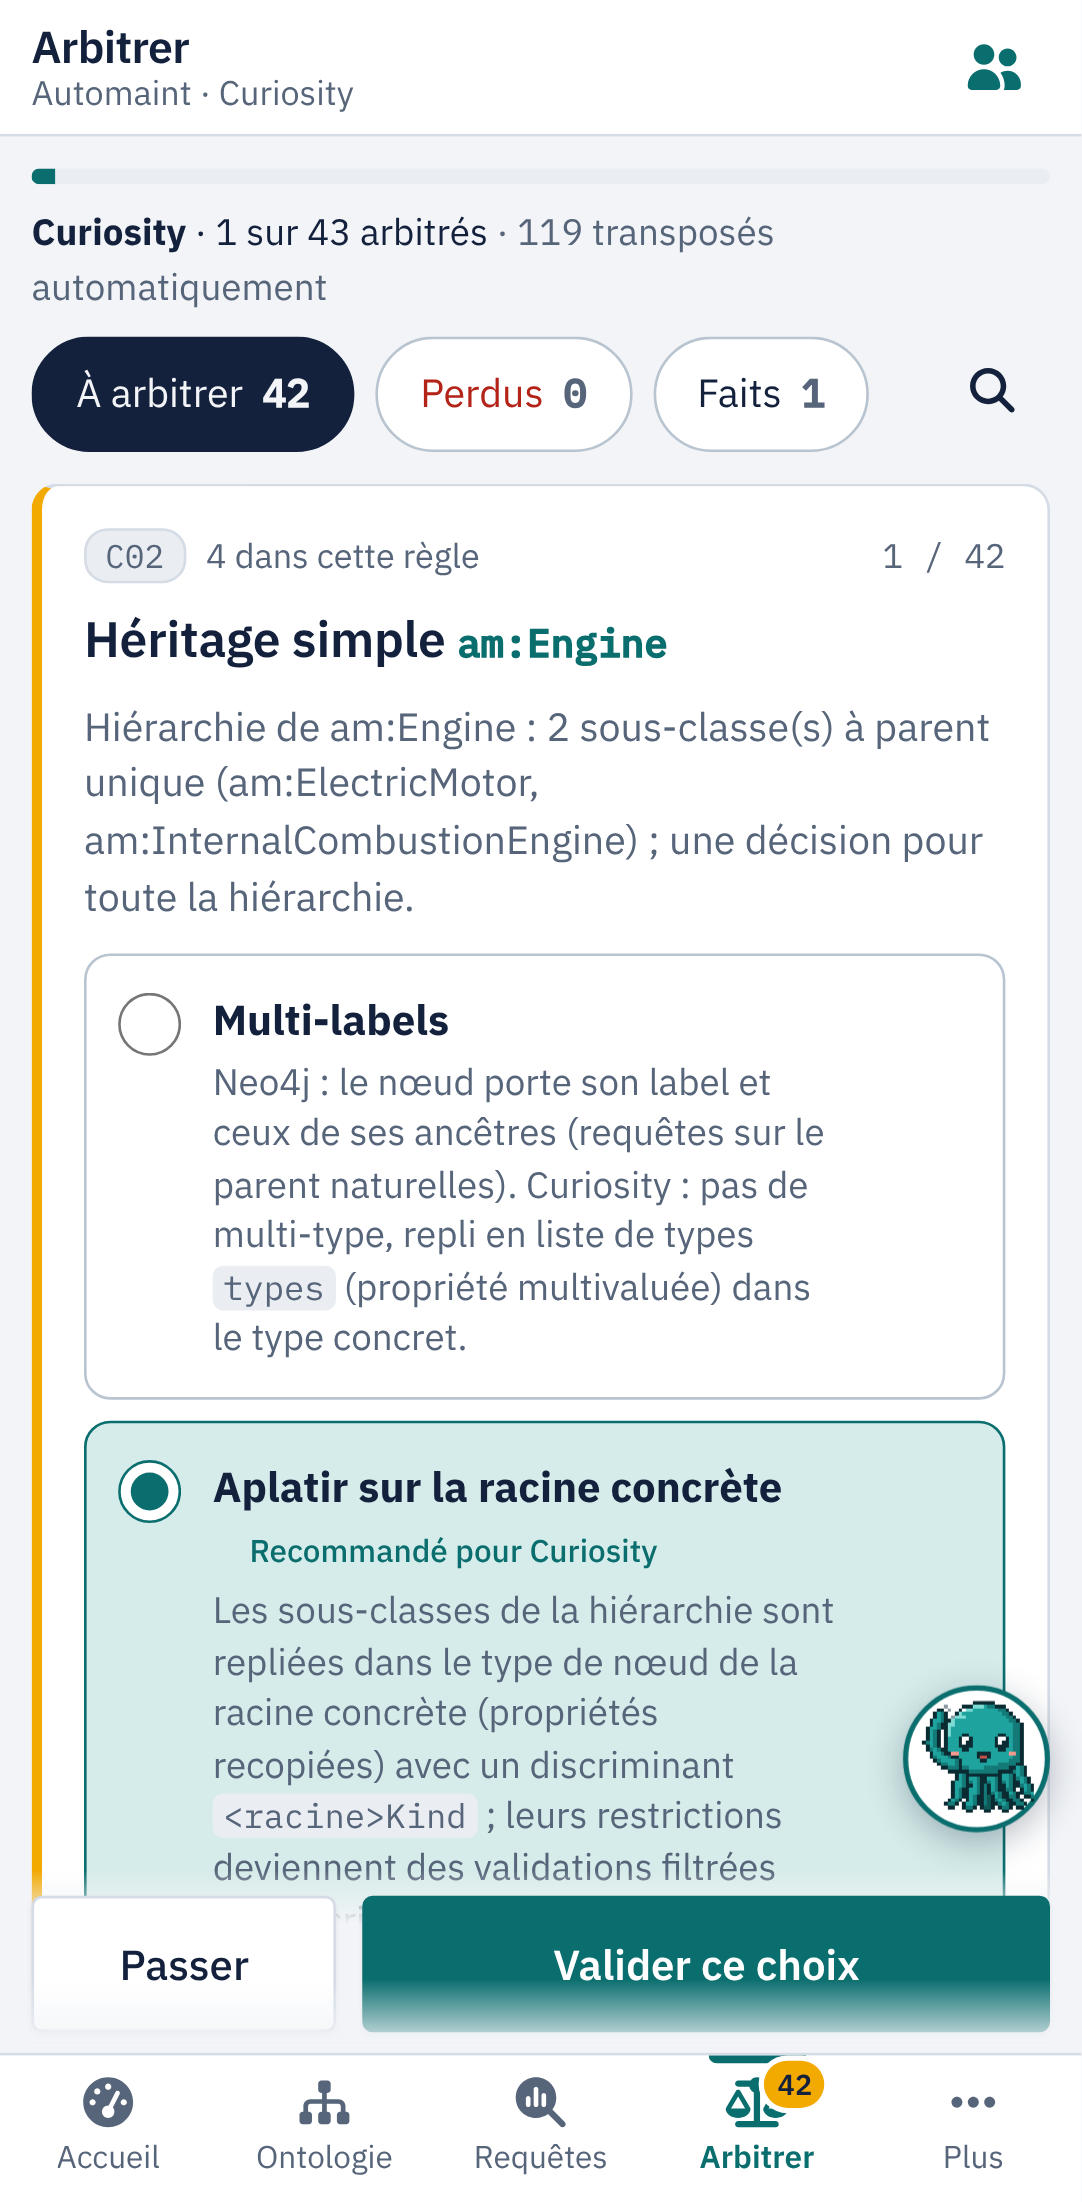 Arbitrer
Automaint · Curiosity
Curiosity · 1 sur 43 arbitrés · 119 transposés
automatiquement
À arbitrer 42
Perdus 0
Faits 1
C02 4 dans cette règle 1 / 42
Héritage simple am:Engine
Hiérarchie de am:Engine : 2 sous-classe(s) à parent
unique (am:ElectricMotor,
am:InternalCombustionEngine) ; une décision pour
toute la hiérarchie.
Multi-labels
Neo4j : le nœud porte son label et
ceux de ses ancêtres (requêtes sur le
parent naturelles). Curiosity : pas de
multi-type, repli en liste de types
types (propriété multivaluée) dans
le type concret.
Aplatir sur la racine concrète
Recommandé pour Curiosity
Les sous-classes de la hiérarchie sont
repliées dans le type de nœud de la
racine concrète (propriétés
recopiées) avec un discriminant
<racine>Kind ; leurs restrictions
deviennent des validations filtrées
Passer
Valider ce choix
42
Accueil
Ontologie
Requêtes
Arbitrer
Plus